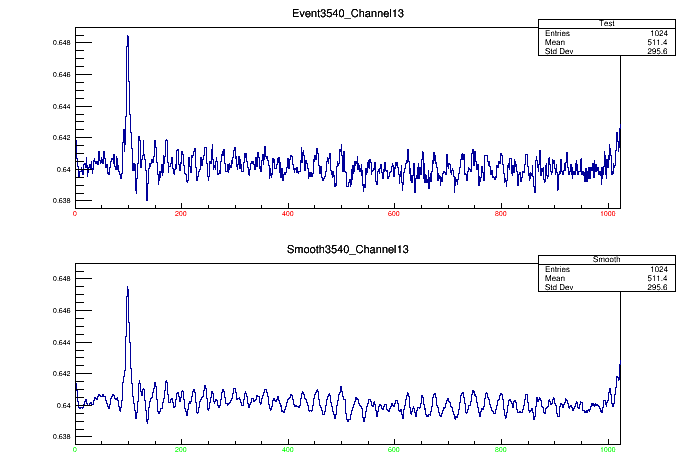 Event3540_Channel13
Test
Entries 1024
Mean 511.4
Std Dev 295.6
0.648
0.646
0.644
0.642
0.64
0.638
0 200 400 600 800 1000
Smooth3540_Channel13
Smooth
Entries 1024
Mean 511.4
Std Dev 295.6
0.648
0.646
0.644
0.642
0.64
0.638
0 200 400 600 800 1000